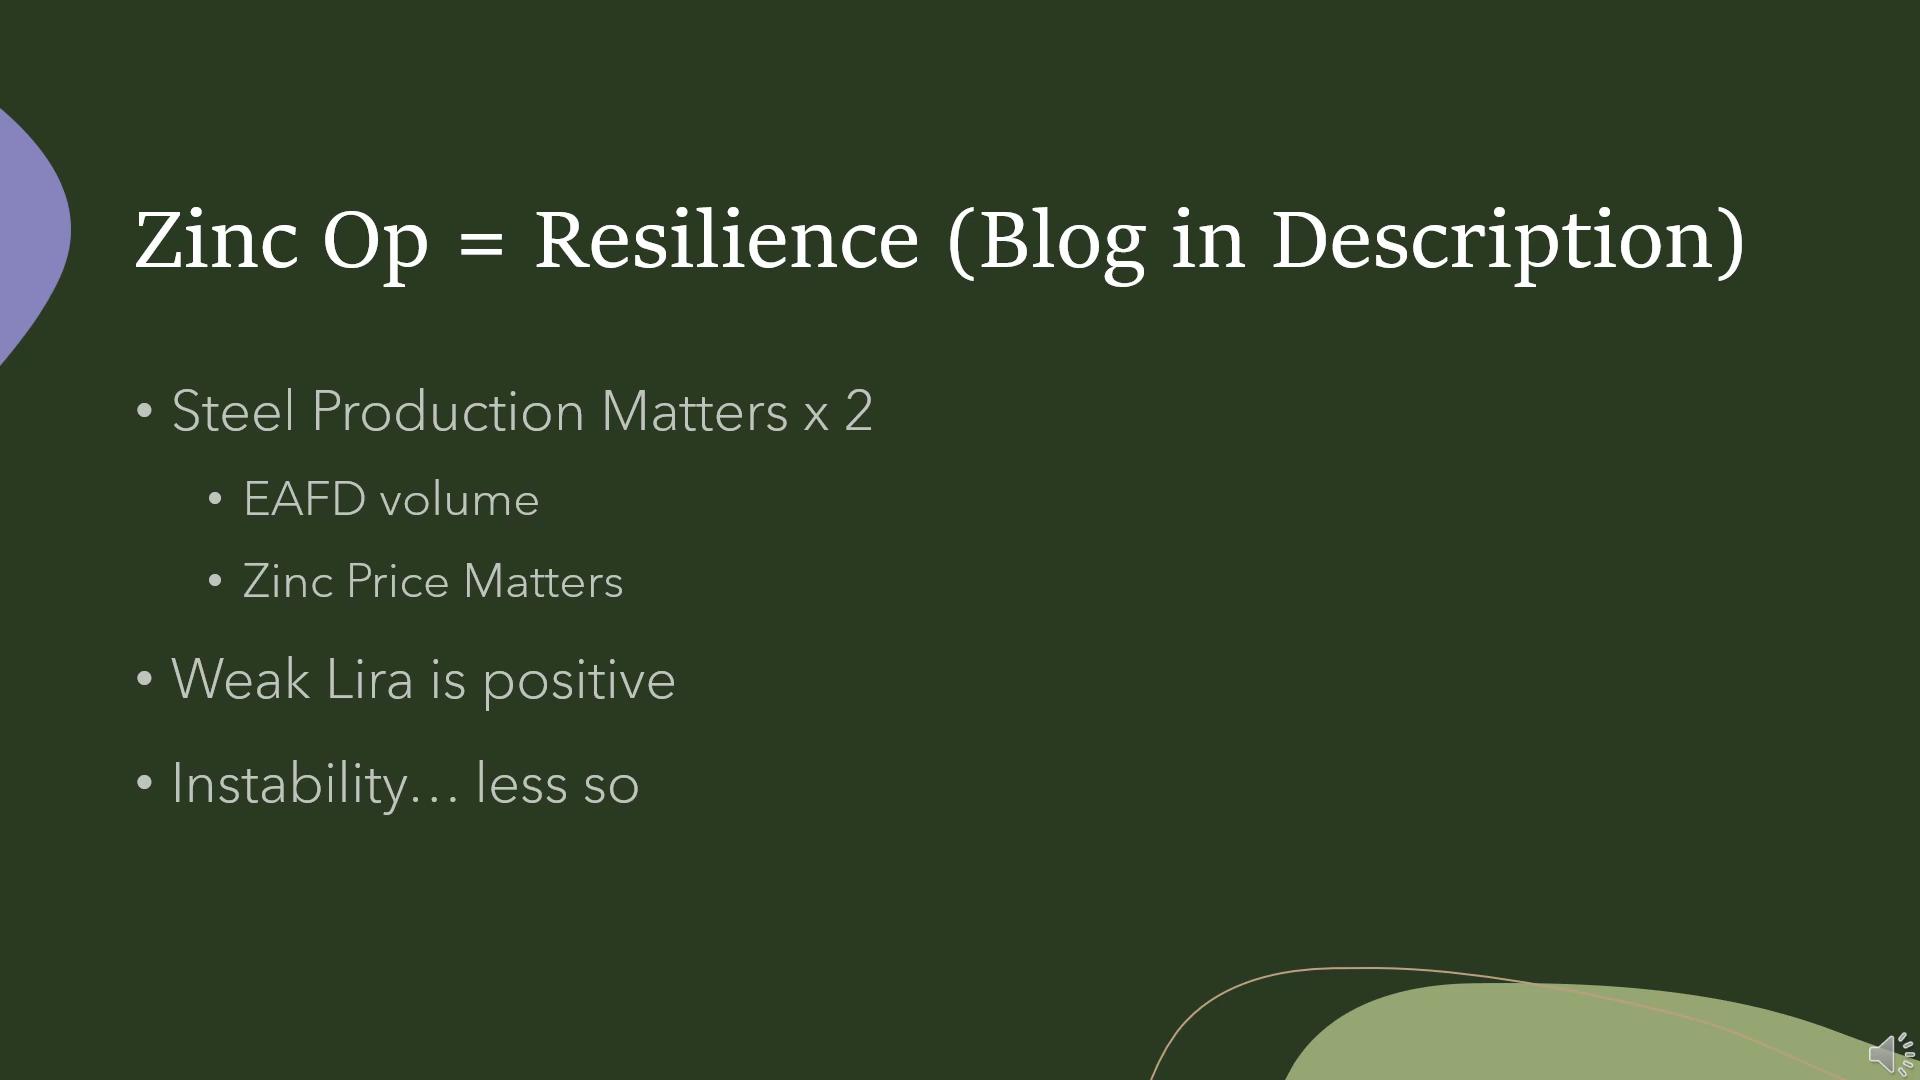 Zinc Op = Resilience (Blog in Description)
• Steel Production Matters x 2
• EAFD volume
• Zinc Price Matters
• Weak Lira is positive
• Instability… less so